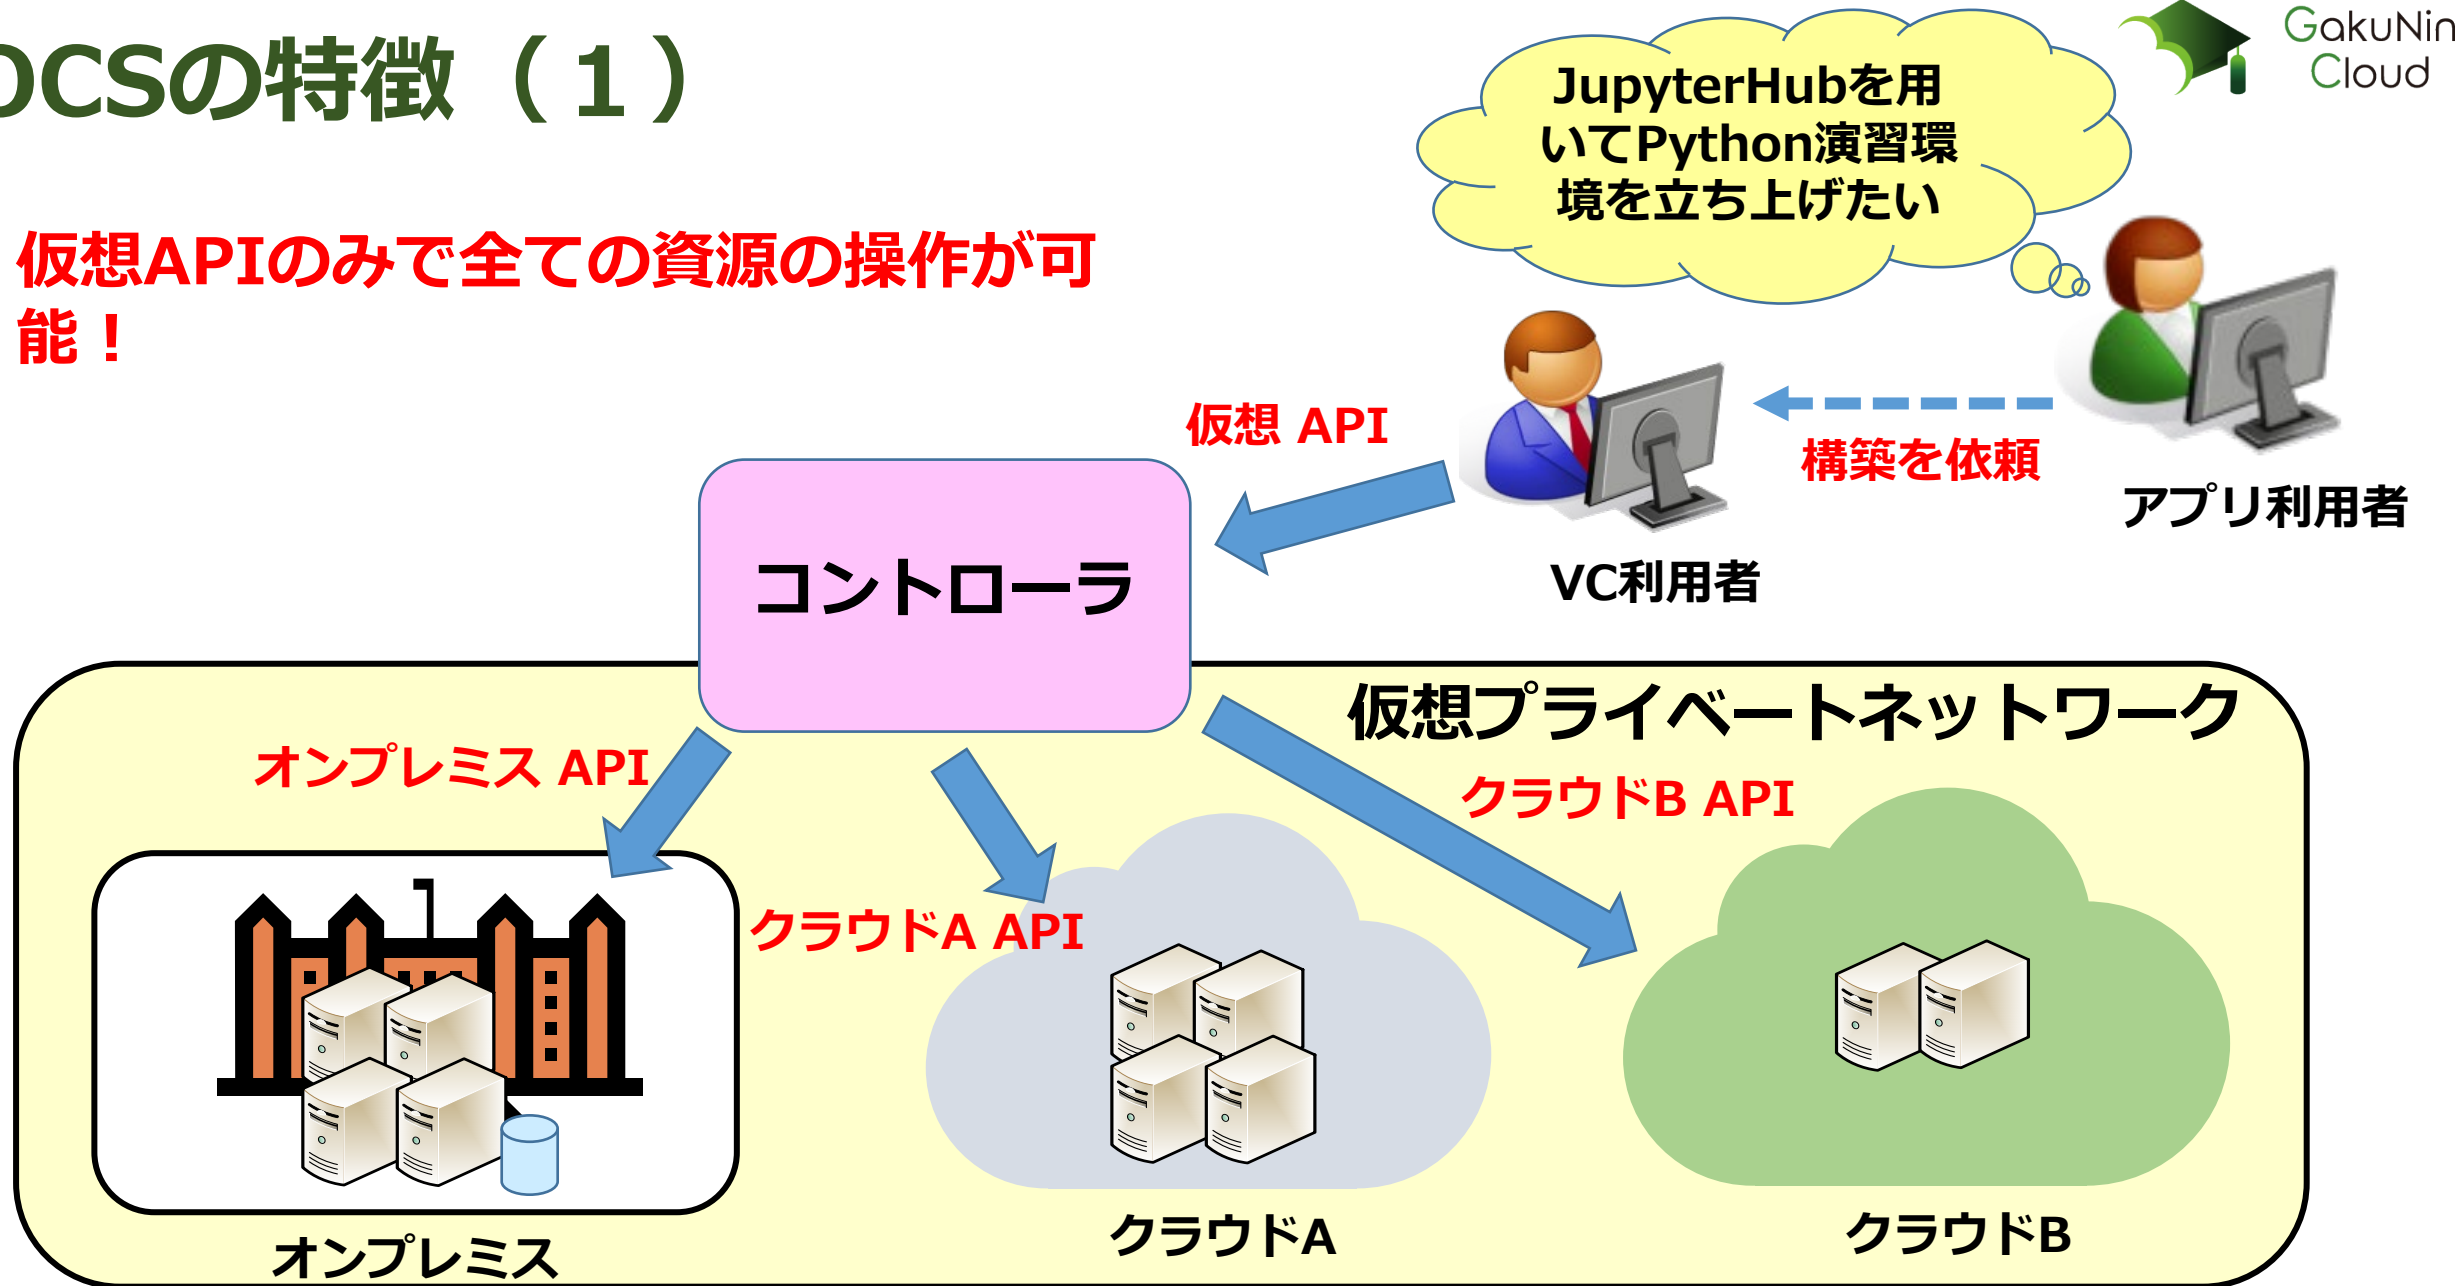 OCSの特徴（１）
GakuNin
Cloud
JupyterHubを用
いてPython演習環
境を立ち上げたい
仮想APIのみで全ての資源の操作が可
能！
仮想 API
構築を依頼
アプリ利用者
VC利用者
コントローラ
仮想プライベートネットワーク
オンプレミス API
クラウドB API
クラウドA API
オンプレミス
クラウドA
クラウドB